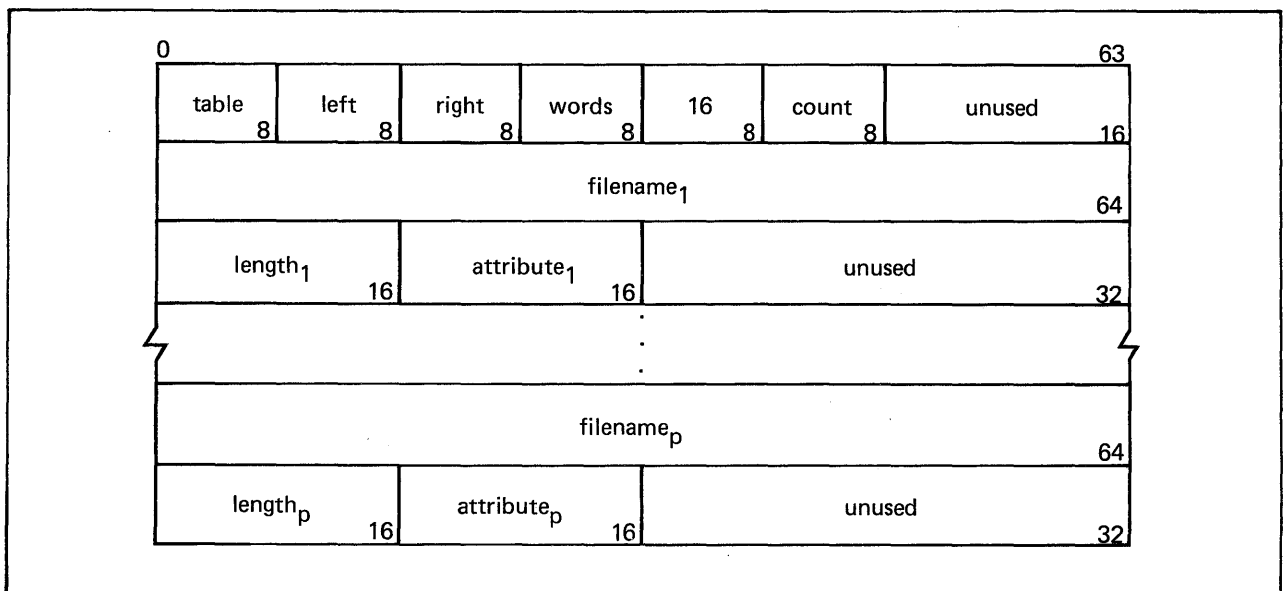 0 63
table left right words 16 count unused
8 8 8 8 8 8 16
filename1
64
length1 attribute1 unused
16 16 32
.
.
.
filenamep
64
lengthp attributep unused
16 16 32